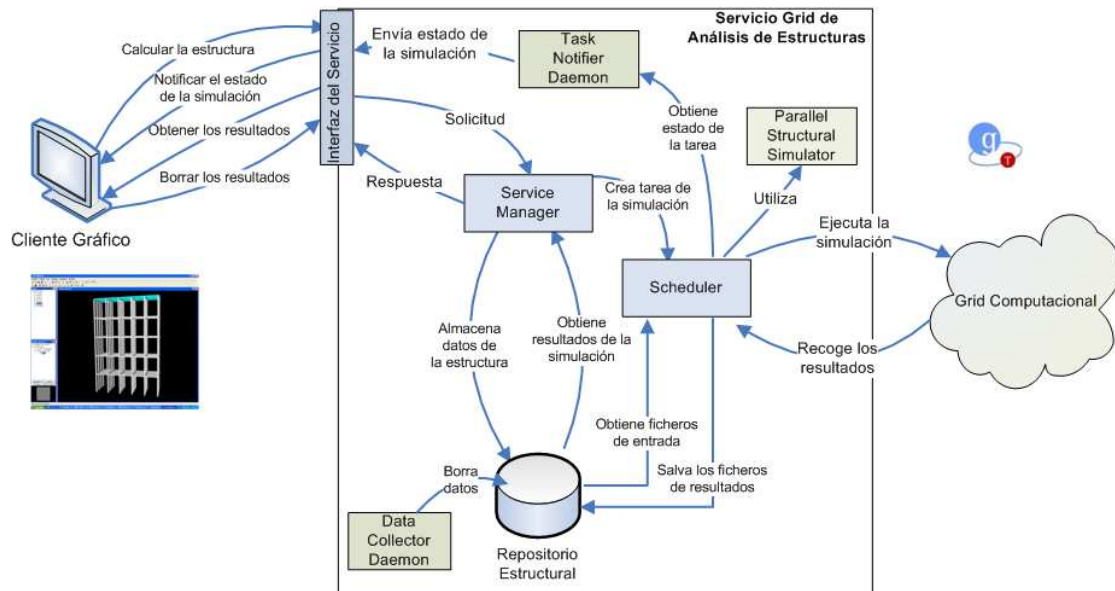 Servicio Grid de
Análisis de Estructuras
Calcular la estructura
Notificar el estado
de la simulación
Obtener los resultados
Borrar los resultados
Cliente Gráfico
Interfaz del Servicio
Envía estado de
la simulación
Task
Notifier
Daemon
Solicitud
Respuesta
Service
Manager
Crea tarea de
la simulación
Obtiene
estado de
la tarea
Parallel
Structural
Simulator
Utiliza
Scheduler
Ejecuta la
simulación
g
T
Grid Computacional
Recoge los
resultados
Almacena
datos de
la estructura
Obtiene
resultados de
la simulación
Obtiene ficheros
de entrada
Salva los ficheros
de resultados
Borra
datos
Data
Collector
Daemon
Repositorio
Estructural